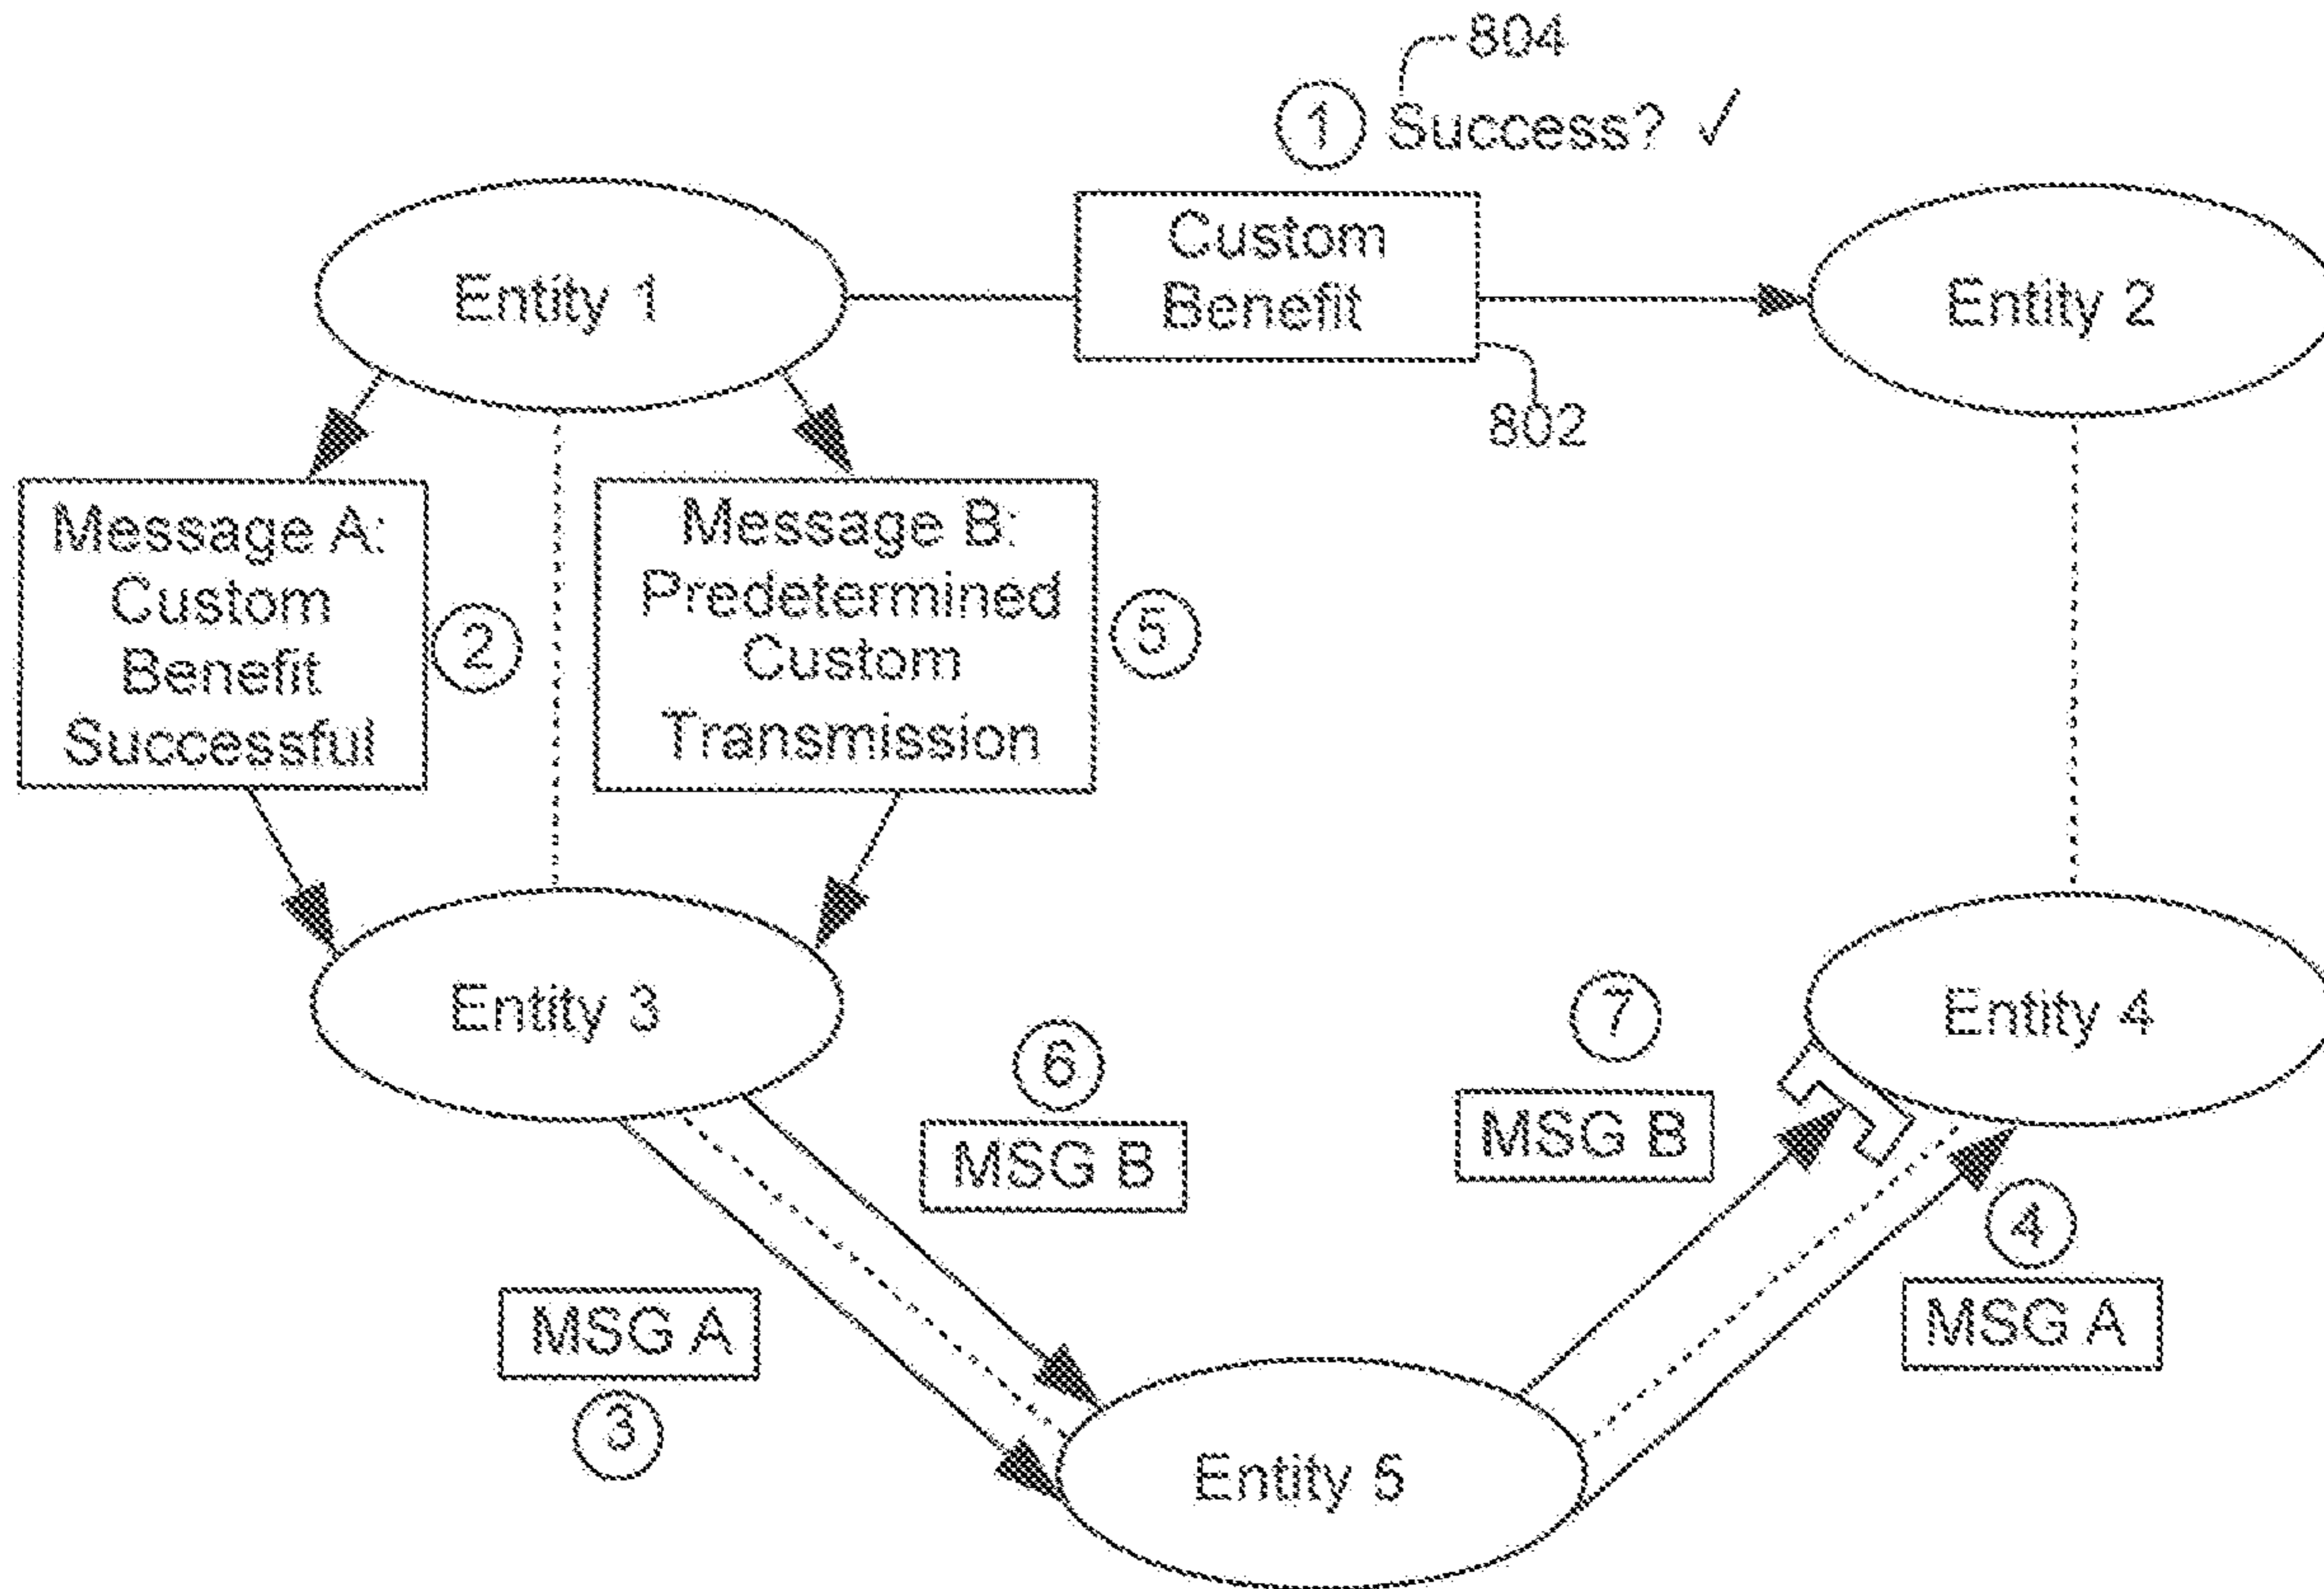 804
1 Success? ✓
Custom
Benefit
Entity 1
Entity 2
802
Message A:
Custom
Benefit
Successful
2
Message B:
Predetermined
Custom
Transmission
5
Entity 3
Entity 4
7
6
MSG B
MSG B
4
MSG A
MSG A
3
Entity 5